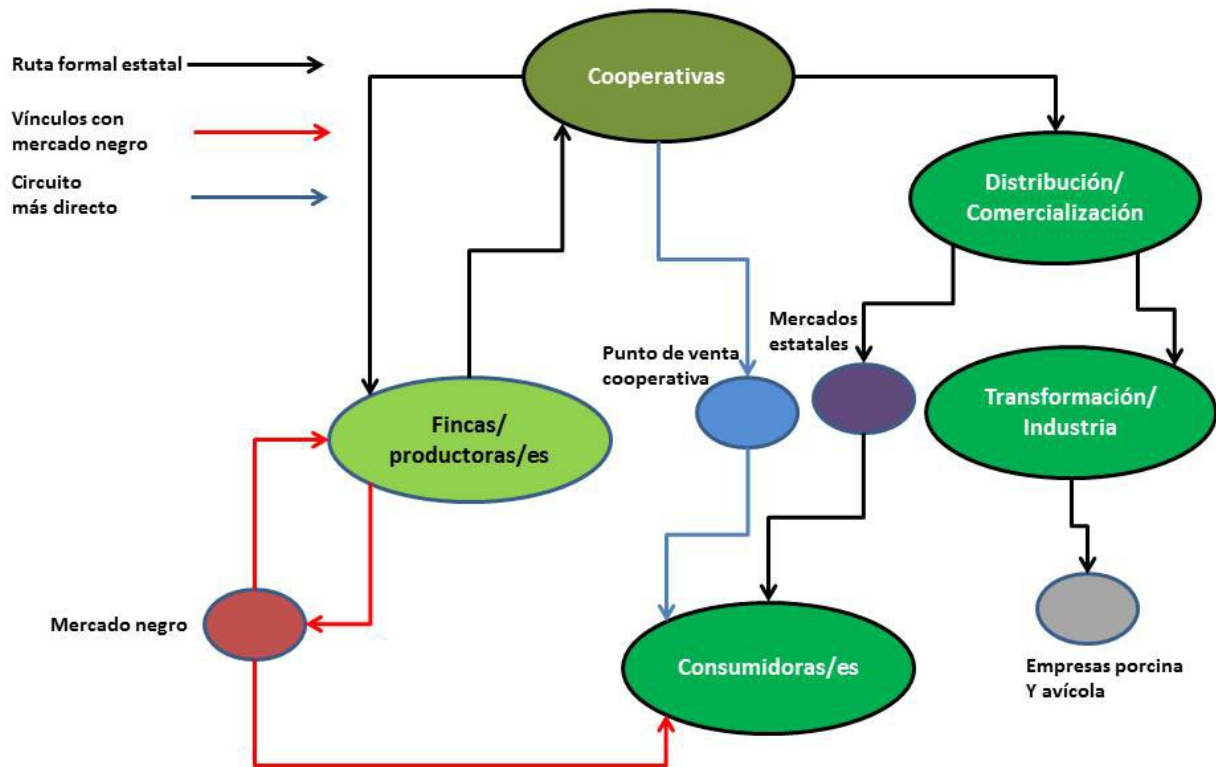 Ruta formal estatal
Vínculos con
mercado negro
Circuito
más directo
Cooperativas
Distribución/
Comercialización
Mercados
estatales
Punto de venta
cooperativa
Transformación/
Industria
Fincas/
productoras/es
Mercado negro
Consumidoras/es
Empresas porcina
Y avícola